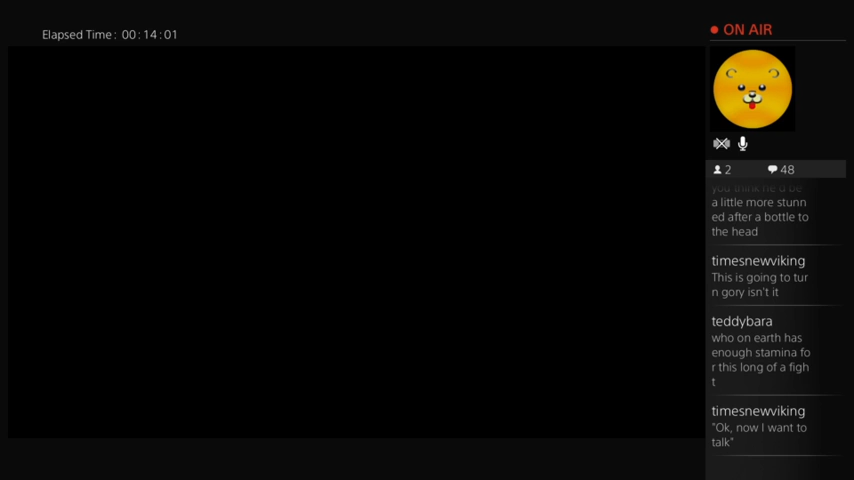 Elapsed Time: 00:14:01
ON AIR
2 48
you think he'd be
a little more stunn
ed after a bottle to
the head
timesnewviking
This is going to tur
n gory isn't it
teddybara
who on earth has
enough stamina fo
r this long of a figh
t
timesnewviking
"Ok, now I want to
talk"